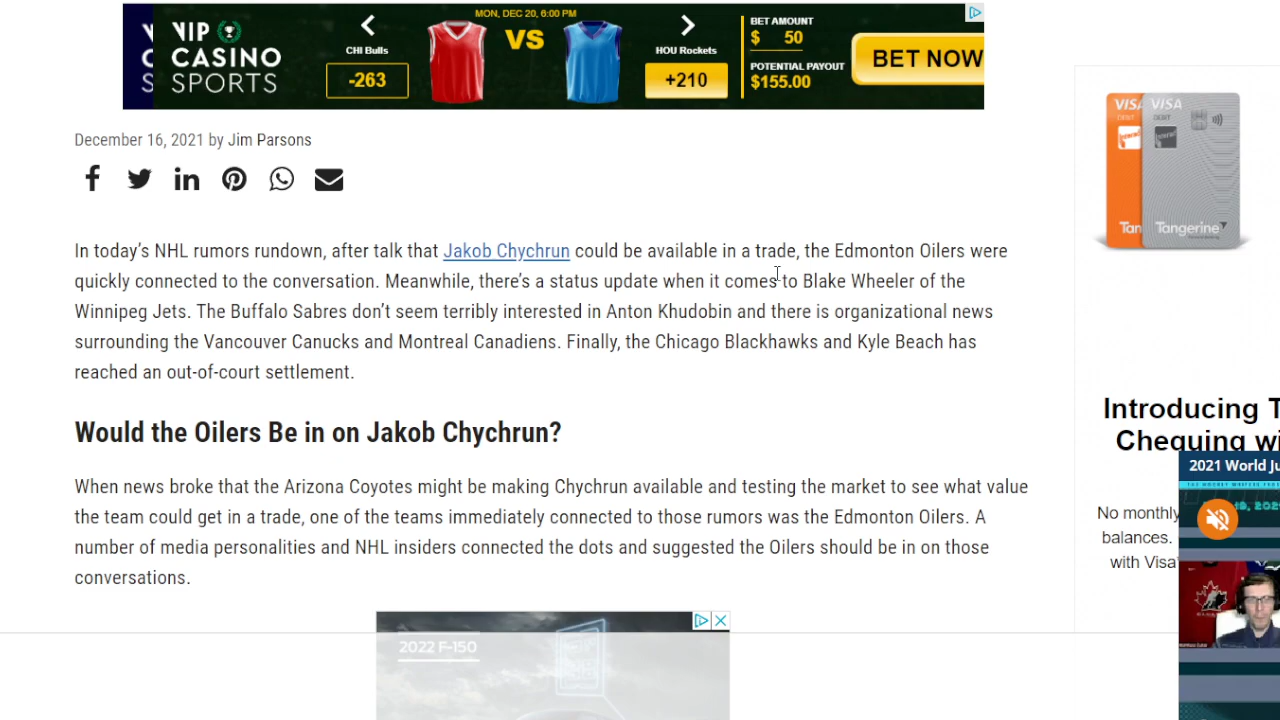 VIP
CASINO
SPORTS
MON, DEC 20, 6:00 PM
CHI Bulls
-263
VS
HOU Rockets
+210
BET AMOUNT
$ 50
POTENTIAL PAYOUT
$155.00
BET NOW
December 16, 2021 by Jim Parsons
In today's NHL rumors rundown, after talk that Jakob Chychrun could be available in a trade, the Edmonton Oilers were
quickly connected to the conversation. Meanwhile, there's a status update when it comes to Blake Wheeler of the
Winnipeg Jets. The Buffalo Sabres don't seem terribly interested in Anton Khudobin and there is organizational news
surrounding the Vancouver Canucks and Montreal Canadiens. Finally, the Chicago Blackhawks and Kyle Beach has
reached an out-of-court settlement.
Would the Oilers Be in on Jakob Chychrun?
When news broke that the Arizona Coyotes might be making Chychrun available and testing the market to see what value
the team could get in a trade, one of the teams immediately connected to those rumors was the Edmonton Oilers. A
number of media personalities and NHL insiders connected the dots and suggested the Oilers should be in on those
conversations.
2022 F-150
VISA VISA
DEBIT DEBIT
Interac
Tan Tangerine
Introducing T
Chequing wi
No monthly
balances.
with Visa
2021 World Ju